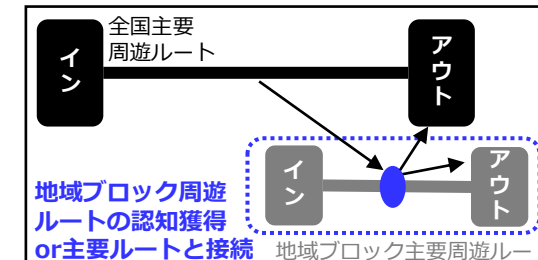 全国主要
周遊ルート
イン
アウト
イン
アウト
地域ブロック周遊
ルートの認知獲得
or主要ルートと接続
地域ブロック主要周遊ルー